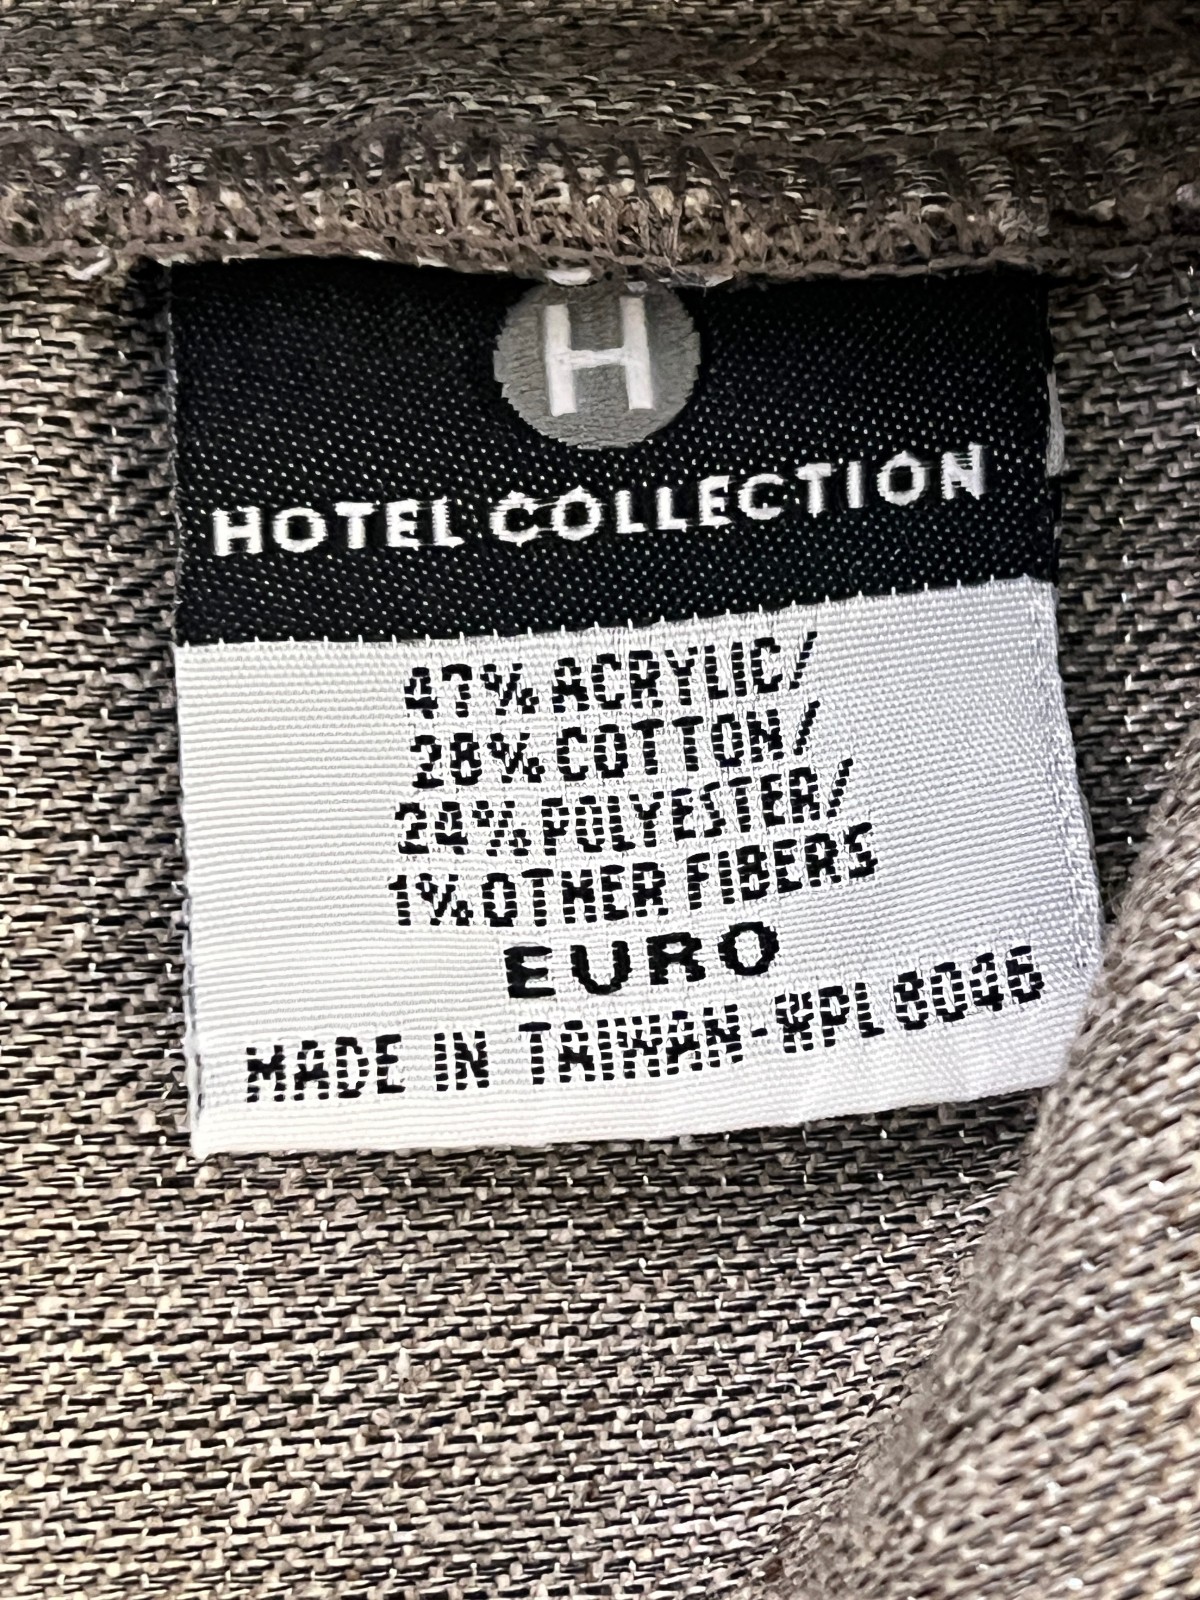 H
HOTEL COLLECTION
47% ACRYLIC/
28% COTTON/
24% POLYESTER/
1% OTHER FIBERS
EURO
MADE IN TAIWAN-RPL8046